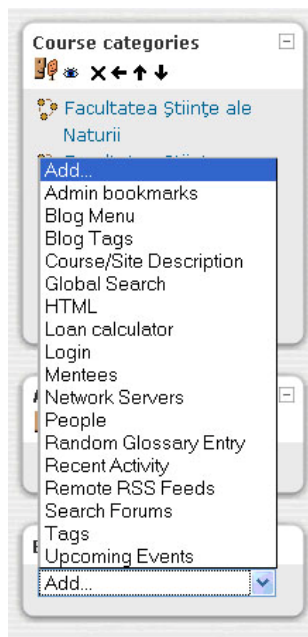 Course categories
Facultatea Ştiinţe ale
Naturii
Add...
Admin bookmarks
Blog Menu
Blog Tags
Course/Site Description
Global Search
HTML
Loan calculator
Login
Mentees
Network Servers
People
Random Glossary Entry
Recent Activity
Remote RSS Feeds
Search Forums
Tags
Upcoming Events
Add...